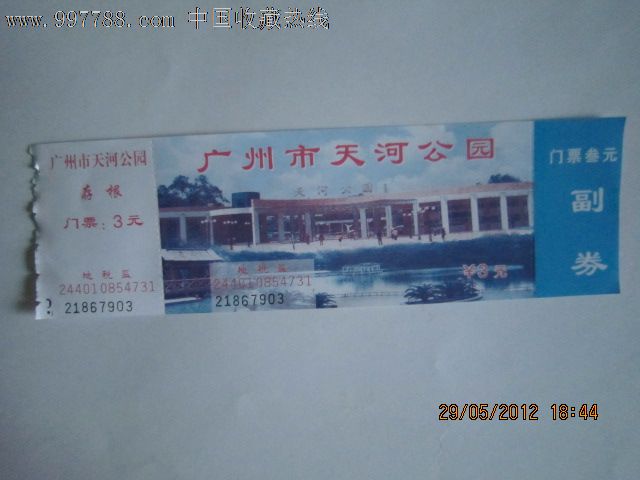 www.997788.com 中国收藏热线
广州市天河公园
存根
门票：3元
地税监
244010854731
21867903
广州市天河公园
天河公园
地税监
244010854731
21867903
¥3元
门票叁元
副券
29/05/2012 18:44